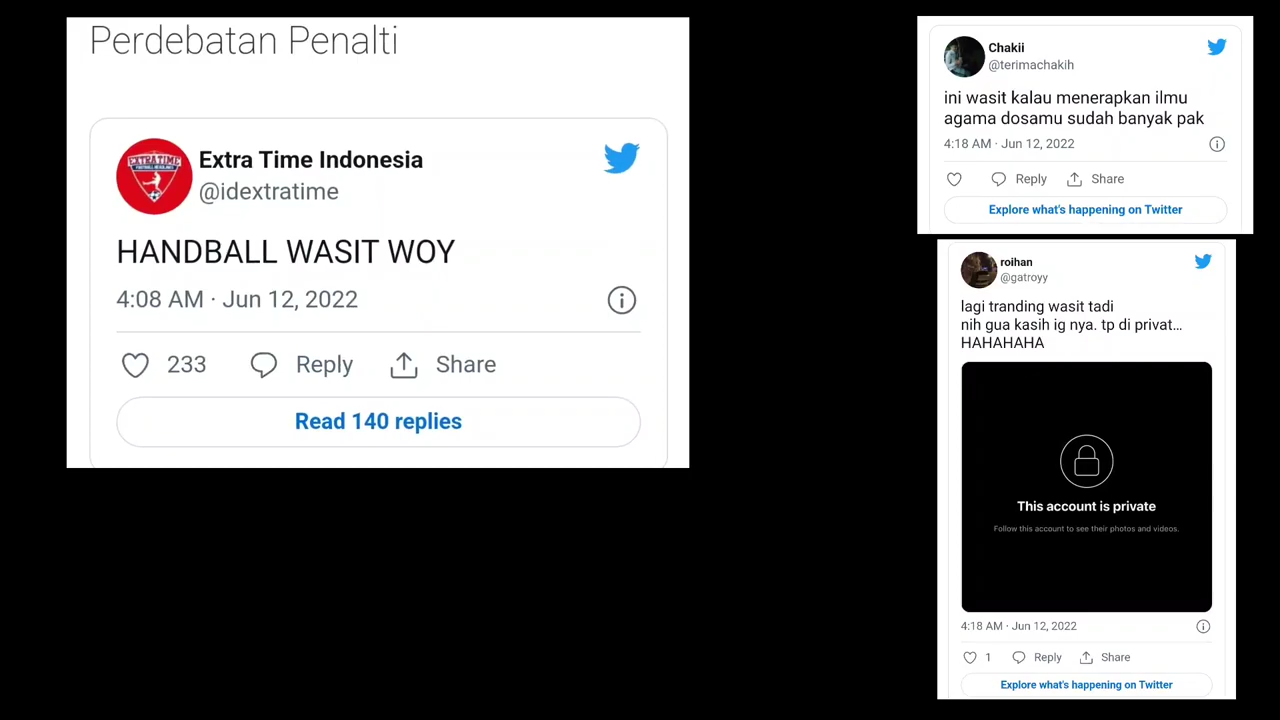 Perdebatan Penalti
EXTRATIME
Extra Time Indonesia
@idextratime
HANDBALL WASIT WOY
4:08 AM · Jun 12, 2022
233 Reply Share
Read 140 replies
Chakii
@terimachakih
ini wasit kalau menerapkan ilmu
agama dosamu sudah banyak pak
4:18 AM · Jun 12, 2022
Reply Share
Explore what's happening on Twitter
roihan
@gatroyy
lagi tranding wasit tadi
nih gua kasih ig nya. tp di privat...
HAHAHAHA
This account is private
Follow this account to see their photos and videos.
4:18 AM · Jun 12, 2022
1 Reply Share
Explore what's happening on Twitter